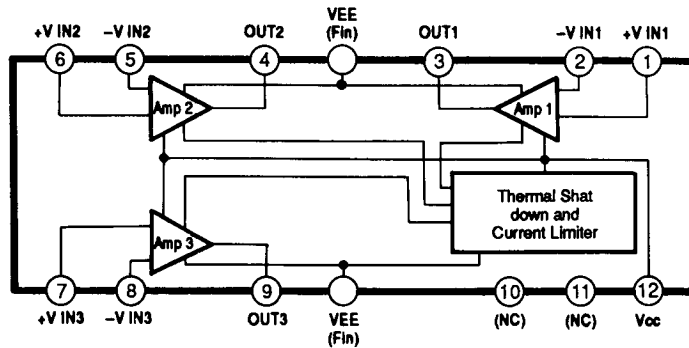 +V IN2 −V IN2 OUT2 VEE (Fin) OUT1 −V IN1 +V IN1
6 5 4 3 2 1
Amp 2 Amp 1
Thermal Shat
down and
Current Limiter
Amp 3
7 8 9 10 11 12
+V IN3 −V IN3 OUT3 VEE (Fin) (NC) (NC) Vcc